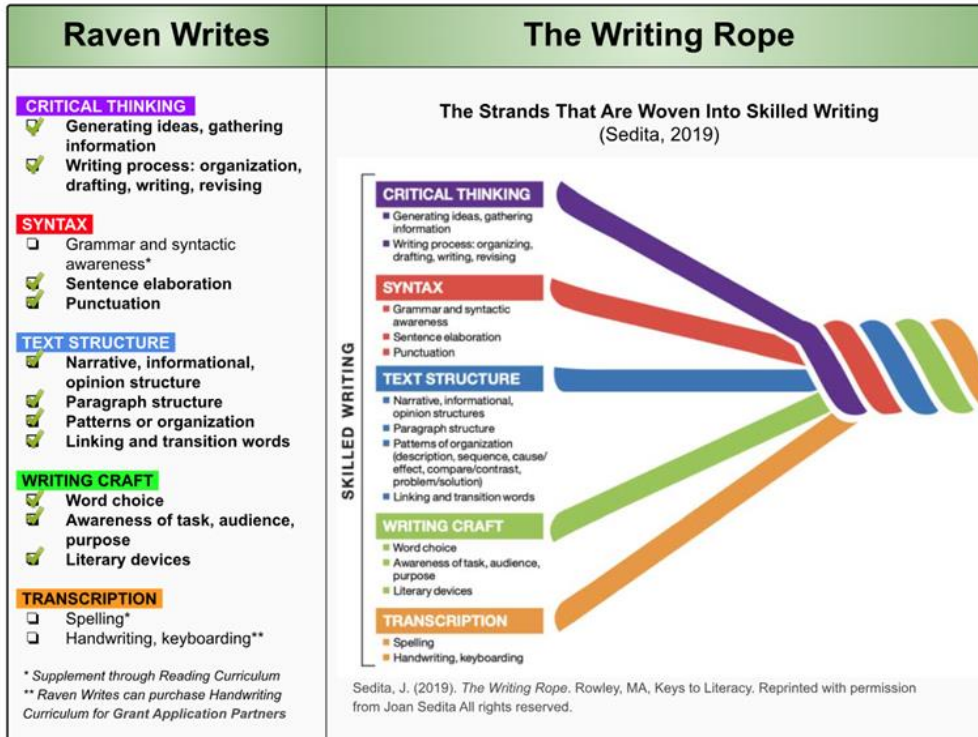 Raven Writes
CRITICAL THINKING
Generating ideas, gathering
information
Writing process: organization,
drafting, writing, revising
SYNTAX
Grammar and syntactic
awareness*
Sentence elaboration
Punctuation
TEXT STRUCTURE
Narrative, informational,
opinion structure
Paragraph structure
Patterns or organization
Linking and transition words
WRITING CRAFT
Word choice
Awareness of task, audience,
purpose
Literary devices
TRANSCRIPTION
Spelling*
Handwriting, keyboarding**
* Supplement through Reading Curriculum
** Raven Writes can purchase Handwriting
Curriculum for Grant Application Partners
The Writing Rope
The Strands That Are Woven Into Skilled Writing
(Sedita, 2019)
SKILLED WRITING
CRITICAL THINKING
Generating ideas, gathering
information
Writing process: organizing,
drafting, writing, revising
SYNTAX
Grammar and syntactic
awareness
Sentence elaboration
Punctuation
TEXT STRUCTURE
Narrative, informational,
opinion structures
Paragraph structure
Patterns of organization
(description, sequence, cause/
effect, compare/contrast,
problem/solution)
Linking and transition words
WRITING CRAFT
Word choice
Awareness of task, audience,
purpose
Literary devices
TRANSCRIPTION
Spelling
Handwriting, keyboarding
Sedita, J. (2019). The Writing Rope. Rowley, MA, Keys to Literacy. Reprinted with permission
from Joan Sedita All rights reserved.